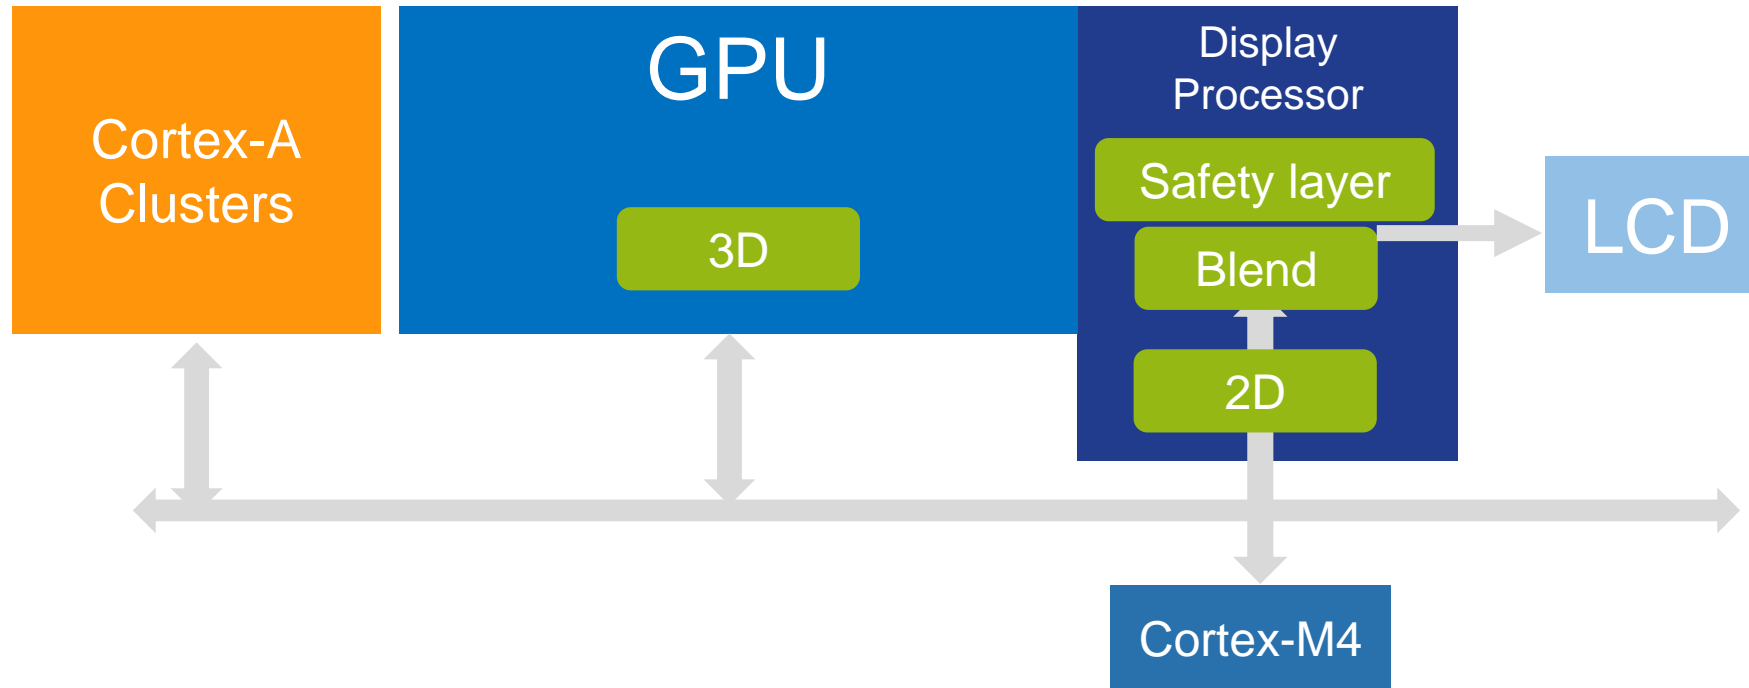 Cortex-A
Clusters
GPU
3D
Display
Processor
Safety layer
Blend
2D
LCD
Cortex-M4